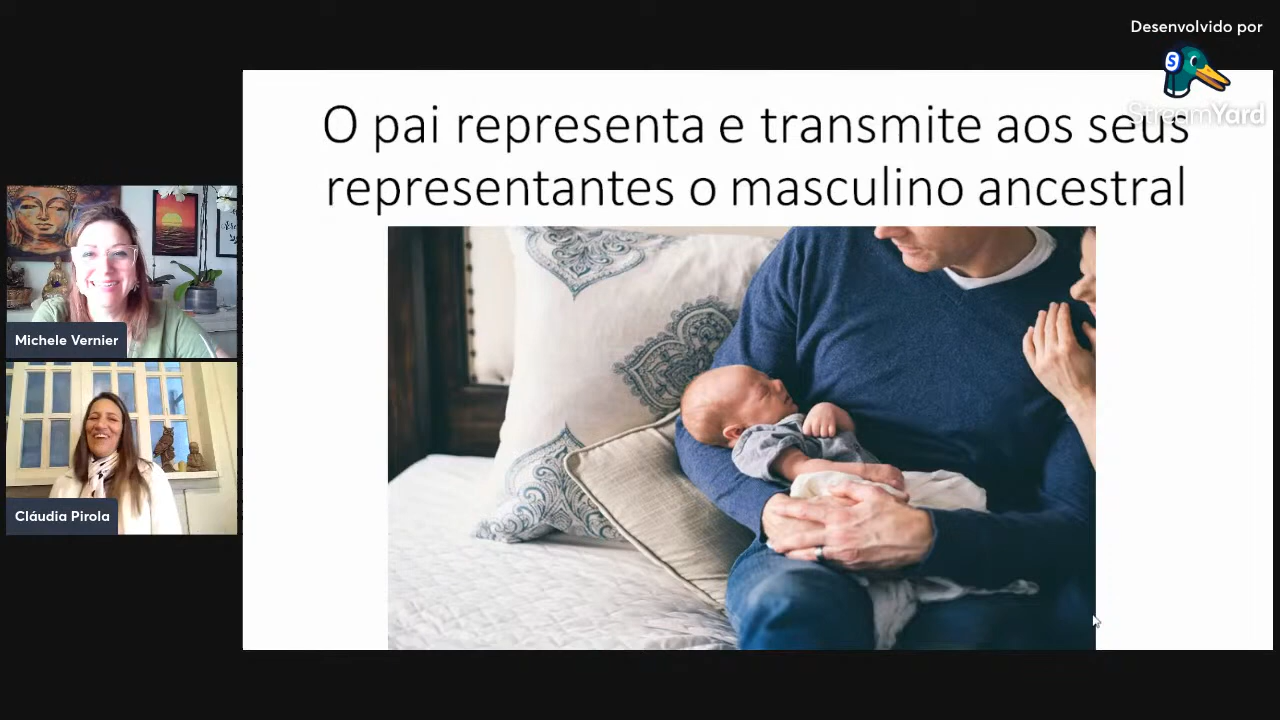 Desenvolvido por
StreamYard
O pai representa e transmite aos seus
representantes o masculino ancestral
Michele Vernier
Cláudia Pirola